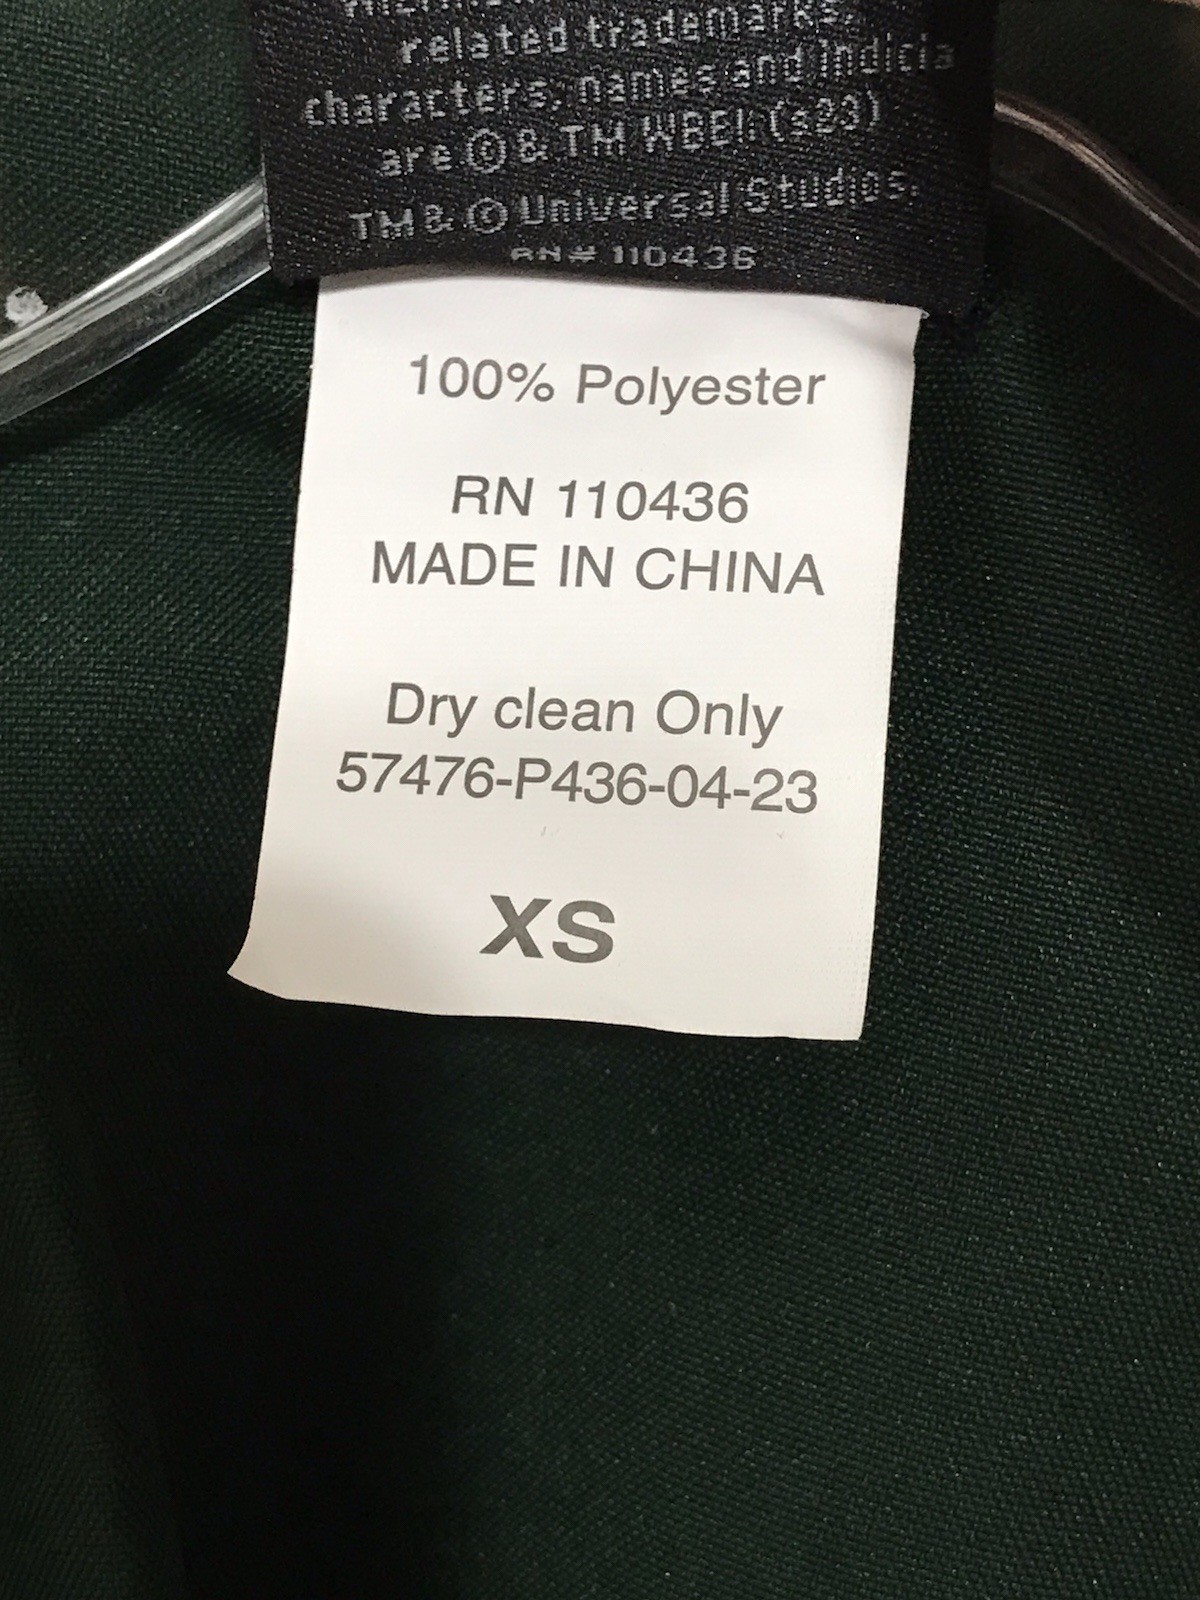 related trademarks,
characters, names and indicia
are © & TM WBEI. (s23)
TM & © Universal Studios.
RN# 110436
100% Polyester
RN 110436
MADE IN CHINA
Dry clean Only
57476-P436-04-23
XS